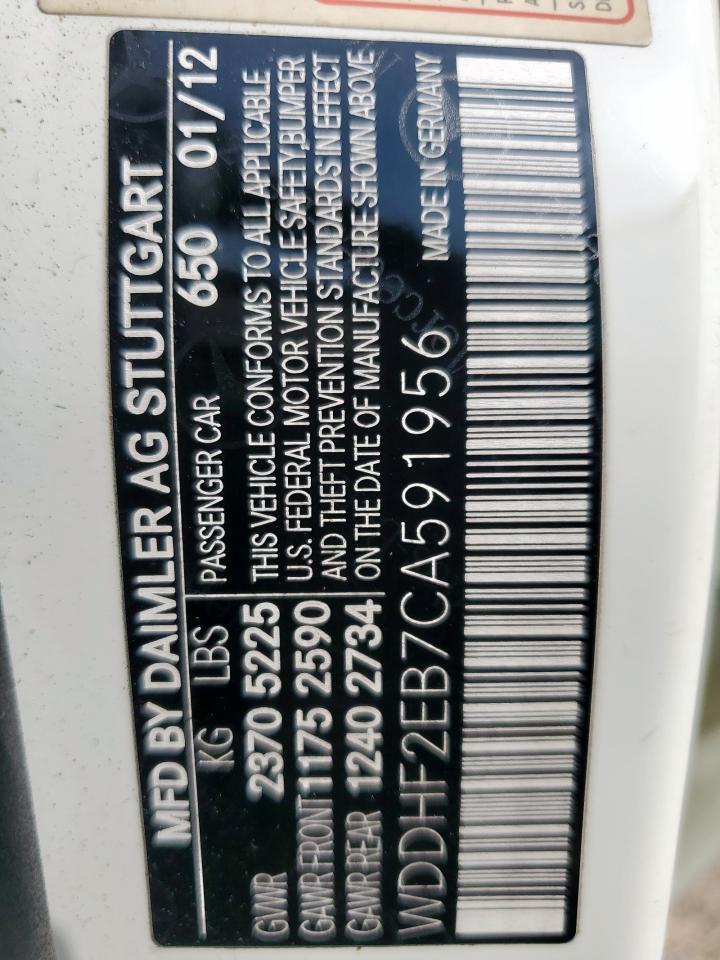 MFD BY DAIMLER AG STUTTGART
KG LBS PASSENGER CAR 650 01/12
GWR 2370 5225 THIS VEHICLE CONFORMS TO ALL APPLICABLE
GAWR FRONT 1175 2590 U.S. FEDERAL MOTOR VEHICLE SAFETY,BUMPER
AND THEFT PREVENTION STANDARDS IN EFFECT
GAWR REAR 1240 2734 ON THE DATE OF MANUFACTURE SHOWN ABOVE
WDDHF2EB7CA591956 MADE IN GERMANY